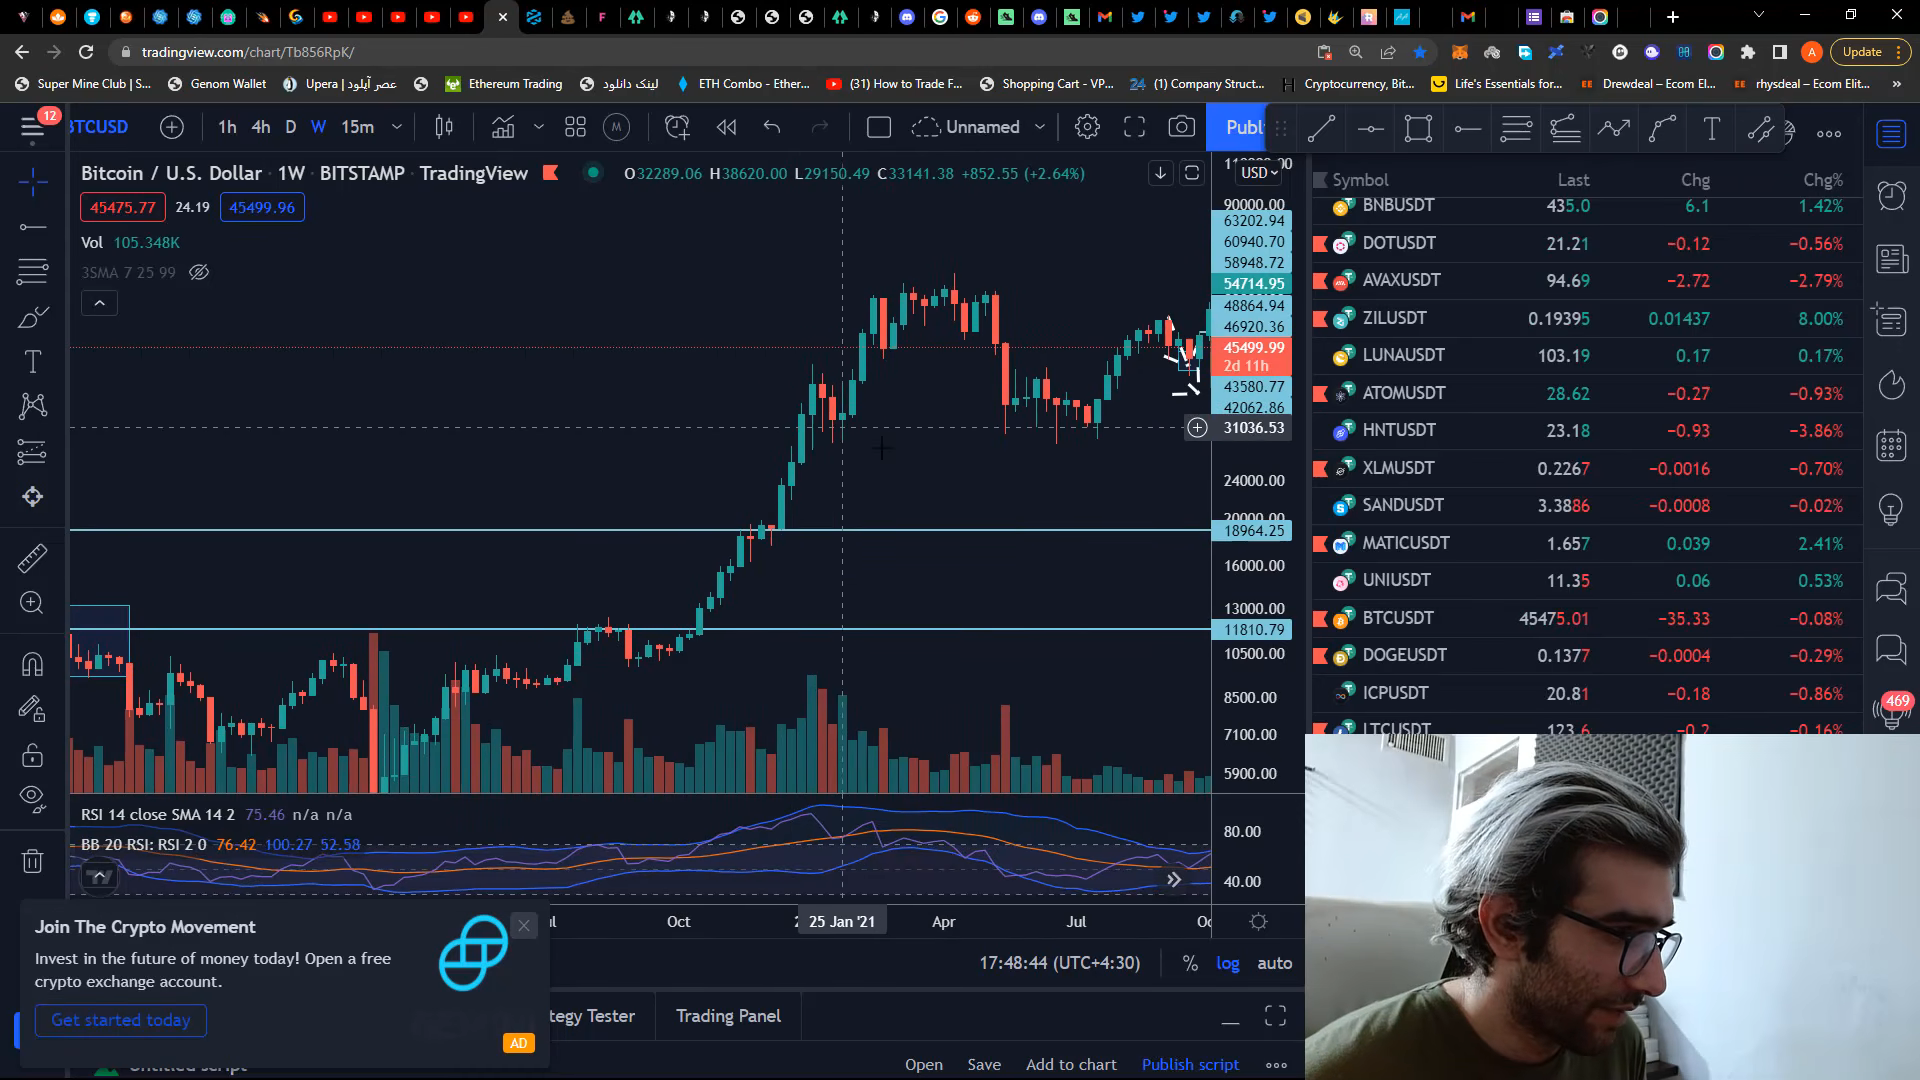 tradingview.com/chart/Tb856RpK/
Update
Super Mine Club | S...
Genom Wallet
Upera | عصر آپلود
Ethereum Trading
لینک دانلود
ETH Combo - Ether...
(31) How to Trade F...
Shopping Cart - VP...
24
(1) Company Struct...
Cryptocurrency, Bit...
Life's Essentials for...
Drewdeal – Ecom El...
rhysdeal – Ecom Elit...
12
BTCUSD
1h
4h
D
W
15m
Unnamed
Publ
Bitcoin / U.S. Dollar · 1W · BITSTAMP · TradingView
O32289.06 H38620.00 L29150.49 C33141.38 +852.55 (+2.64%)
USD
45475.77
24.19
45499.96
Vol 105.348K
3SMA 7 25 99
90000.00
63202.94
60940.70
58948.72
54714.95
48864.94
46920.36
45499.99
2d 11h
43580.77
42062.86
31036.53
24000.00
20000.00
18964.25
16000.00
13000.00
11810.79
10500.00
8500.00
7100.00
5900.00
RSI 14 close SMA 14 2 75.46 n/a n/a
BB 20 RSI: RSI 2 0 76.42 100.27 52.58
80.00
40.00
Oct
25 Jan '21
Apr
Jul
17:48:44 (UTC+4:30)
%
log
auto
Symbol
Last
Chg
Chg%
BNBUSDT 435.0 6.1 1.42%
DOTUSDT 21.21 −0.12 −0.56%
AVAXUSDT 94.69 −2.72 −2.79%
ZILUSDT 0.19395 0.01437 8.00%
LUNAUSDT 103.19 0.17 0.17%
ATOMUSDT 28.62 −0.27 −0.93%
HNTUSDT 23.18 −0.93 −3.86%
XLMUSDT 0.2267 −0.0016 −0.70%
SANDUSDT 3.3886 −0.0008 −0.02%
MATICUSDT 1.657 0.039 2.41%
UNIUSDT 11.35 0.06 0.53%
BTCUSDT 45475.01 −35.33 −0.08%
DOGEUSDT 0.1377 −0.0004 −0.29%
ICPUSDT 20.81 −0.18 −0.86%
LTCUSDT 123.6 −0.2 −0.16%
469
Join The Crypto Movement
Invest in the future of money today! Open a free
crypto exchange account.
Get started today
AD
tegy Tester
Trading Panel
Untitled script
Open
Save
Add to chart
Publish script